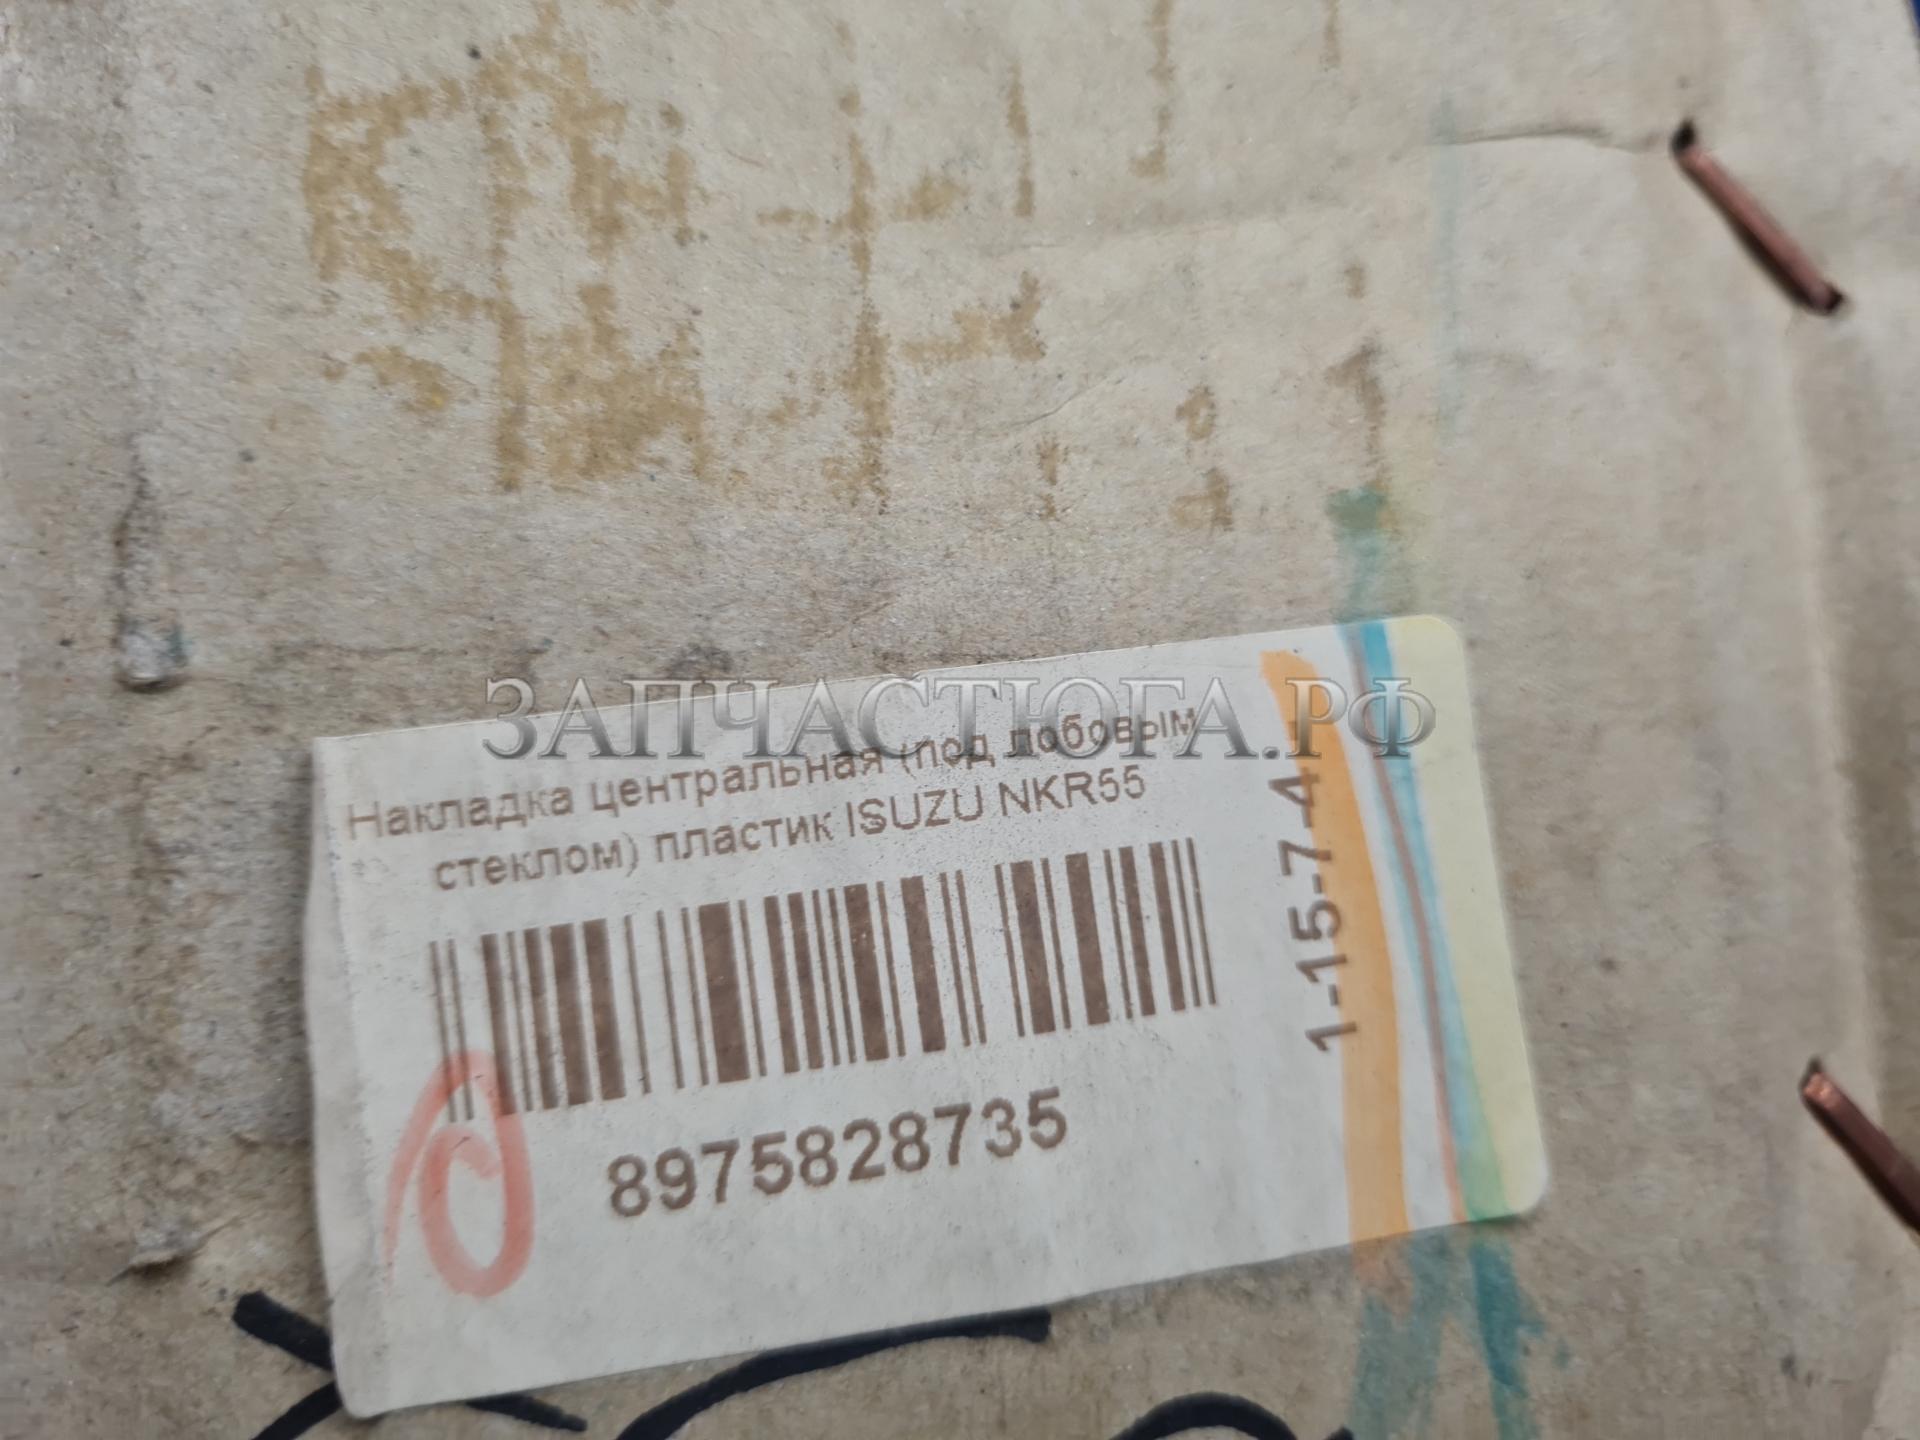 ЗАПЧАСТЮГА.РФ
Накладка центральная (под лобовым
стеклом) пластик ISUZU NKR55
8975828735
1-15-7-4